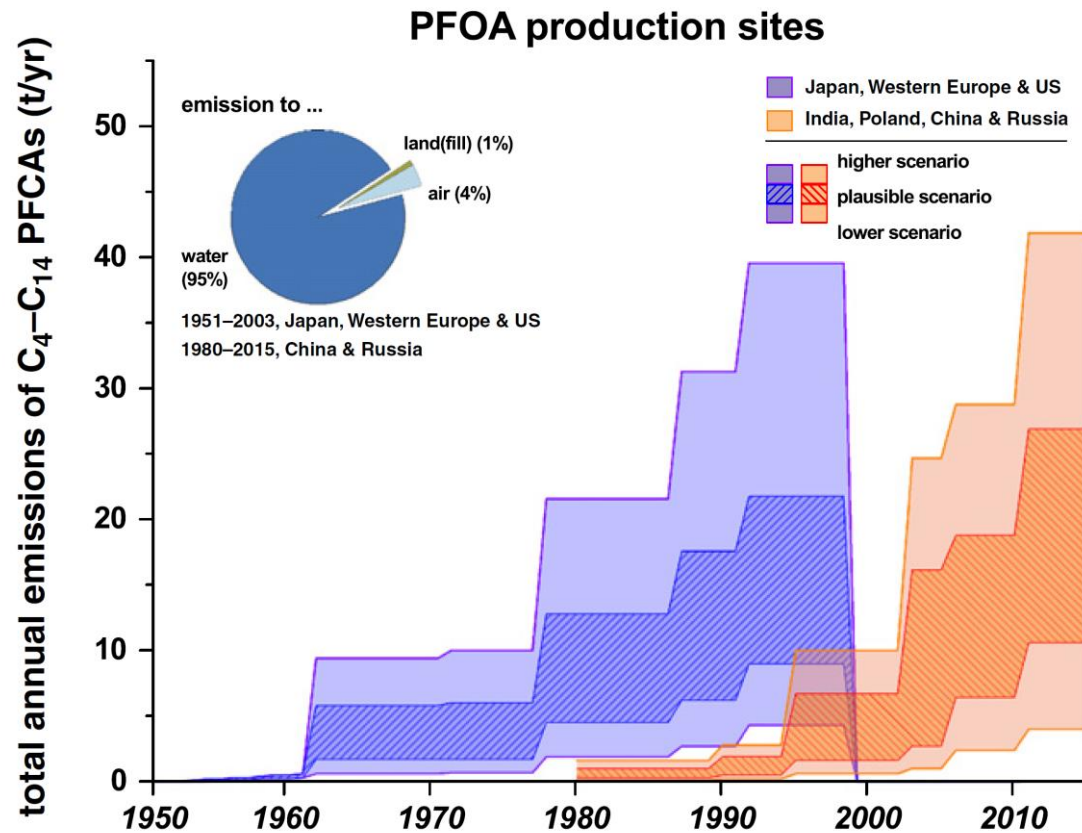 PFOA production sites
total annual emissions of C₄–C₁₄ PFCAs (t/yr)
50
40
30
20
10
0
emission to ...
land(fill) (1%)
air (4%)
water
(95%)
1951–2003, Japan, Western Europe & US
1980–2015, China & Russia
Japan, Western Europe & US
India, Poland, China & Russia
higher scenario
plausible scenario
lower scenario
1950 1960 1970 1980 1990 2000 2010